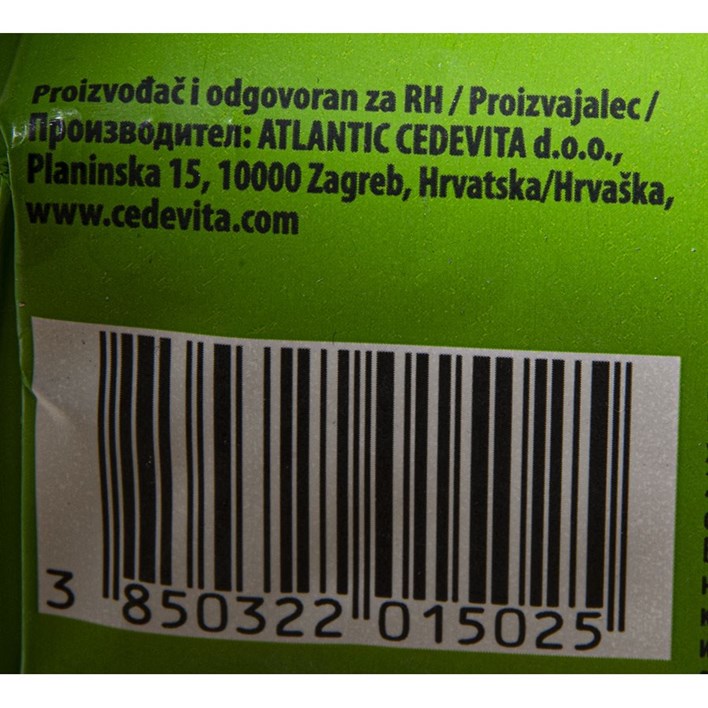 Proizvođač i odgovoran za RH / Proizvajalec /
Производител: ATLANTIC CEDEVITA d.o.o.,
Planinska 15, 10000 Zagreb, Hrvatska/Hrvaška,
www.cedevita.com
3 850322 015025